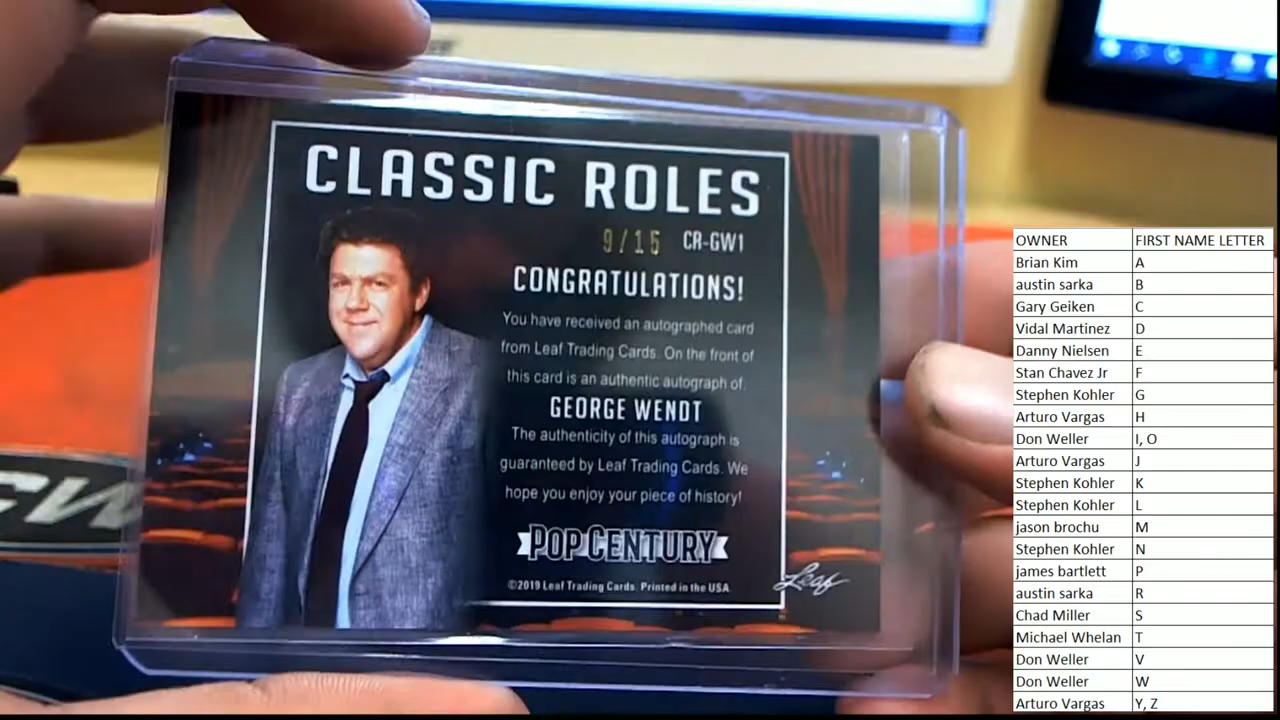 CLASSIC ROLES
9/15 CR-GW1
CONGRATULATIONS!
You have received an autographed card
from Leaf Trading Cards. On the front of
this card is an authentic autograph of.
GEORGE WENDT
The authenticity of this autograph is
guaranteed by Leaf Trading Cards. We
hope you enjoy your piece of history!
POP CENTURY
©2019 Leaf Trading Cards. Printed in the USA
Leaf
OWNER FIRST NAME LETTER
Brian Kim A
austin sarka B
Gary Geiken C
Vidal Martinez D
Danny Nielsen E
Stan Chavez Jr F
Stephen Kohler G
Arturo Vargas H
Don Weller I, O
Arturo Vargas J
Stephen Kohler K
Stephen Kohler L
jason brochu M
Stephen Kohler N
james bartlett P
austin sarka R
Chad Miller S
Michael Whelan T
Don Weller V
Don Weller W
Arturo Vargas Y, Z